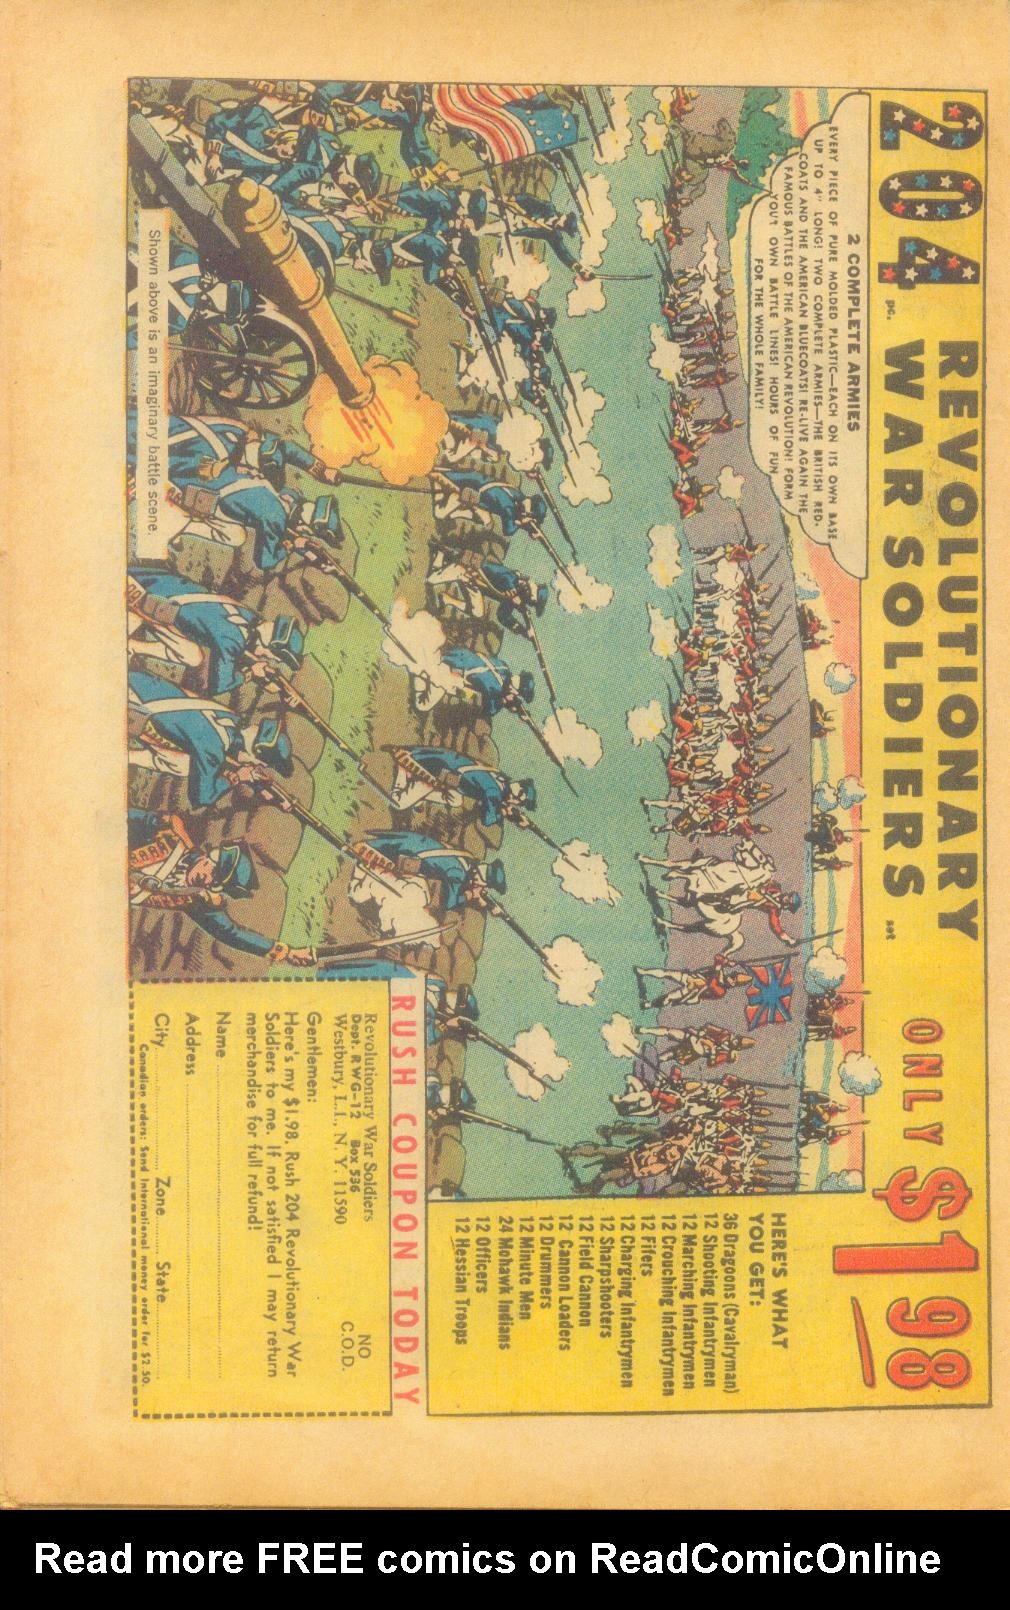 204 REVOLUTIONARY
pc. WAR SOLDIERS set
ONLY $198
2 COMPLETE ARMIES
EVERY PIECE OF PURE MOLDED PLASTIC—EACH ON ITS OWN BASE
UP TO 4" LONG! TWO COMPLETE ARMIES—THE BRITISH RED-
COATS AND THE AMERICAN BLUECOATS! RE-LIVE AGAIN THE
FAMOUS BATTLES OF THE AMERICAN REVOLUTION! FORM
YOUR OWN BATTLE LINES! HOURS OF FUN
FOR THE WHOLE FAMILY!
HERE'S WHAT
YOU GET:
36 Dragoons (Cavalryman)
12 Shooting Infantrymen
12 Marching Infantrymen
12 Crouching Infantrymen
12 Fifers
12 Charging Infantrymen
12 Sharpshooters
12 Field Cannon
12 Cannon Loaders
12 Drummers
12 Minute Men
24 Mohawk Indians
12 Officers
12 Hessian Troops
Shown above is an imaginary battle scene.
RUSH COUPON TODAY
Revolutionary War Soldiers
Dept. RWG-12 Box 536
Westbury, L.I., N.Y. 11590
NO
C.O.D.
Gentlemen:
Here's my $1.98. Rush 204 Revolutionary War
Soldiers to me. If not satisfied I may return
merchandise for full refund!
Name
Address
City Zone State
Canadian orders: Send International money order for $2.50.
Read more FREE comics on ReadComicOnline